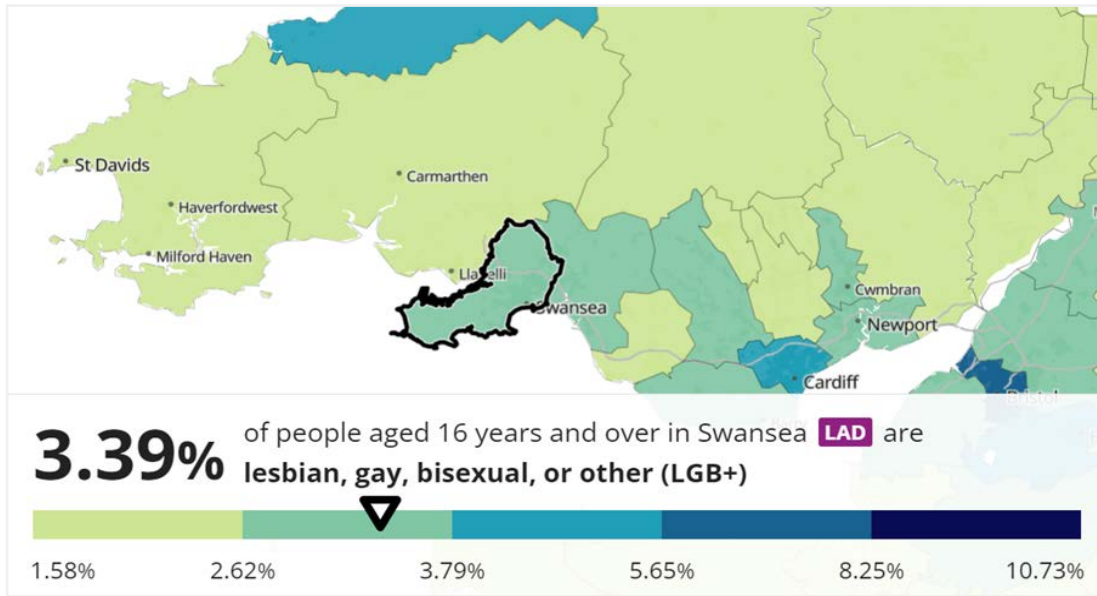 St Davids
Carmarthen
Haverfordwest
Milford Haven
Swansea
Cwmbran
Newport
Cardiff
Bristol
3.39% of people aged 16 years and over in Swansea LAD are
lesbian, gay, bisexual, or other (LGB+)
1.58% 2.62% 3.79% 5.65% 8.25% 10.73%